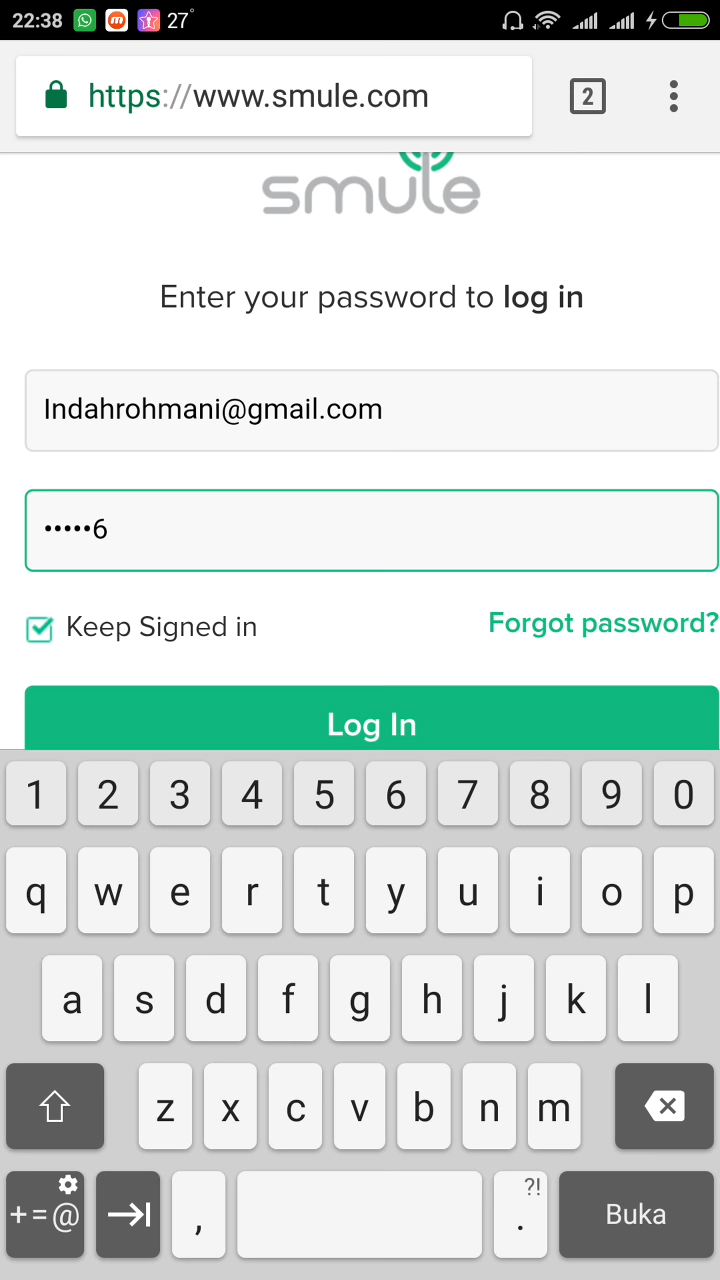 22:38 27°
https://www.smule.com 2
smule
Enter your password to log in
Indahrohmani@gmail.com
•••••6
Keep Signed in Forgot password?
Log In
1 2 3 4 5 6 7 8 9 0
q w e r t y u i o p
a s d f g h j k l
z x c v b n m
+=@ , . ?! Buka